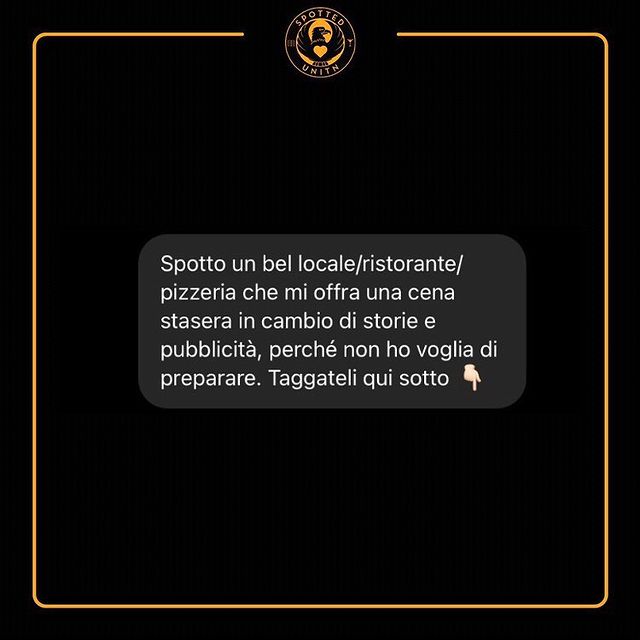 SPOTTED
UNITN
Spotto un bel locale/ristorante/
pizzeria che mi offra una cena
stasera in cambio di storie e
pubblicità, perché non ho voglia di
preparare. Taggateli qui sotto 👇🏻